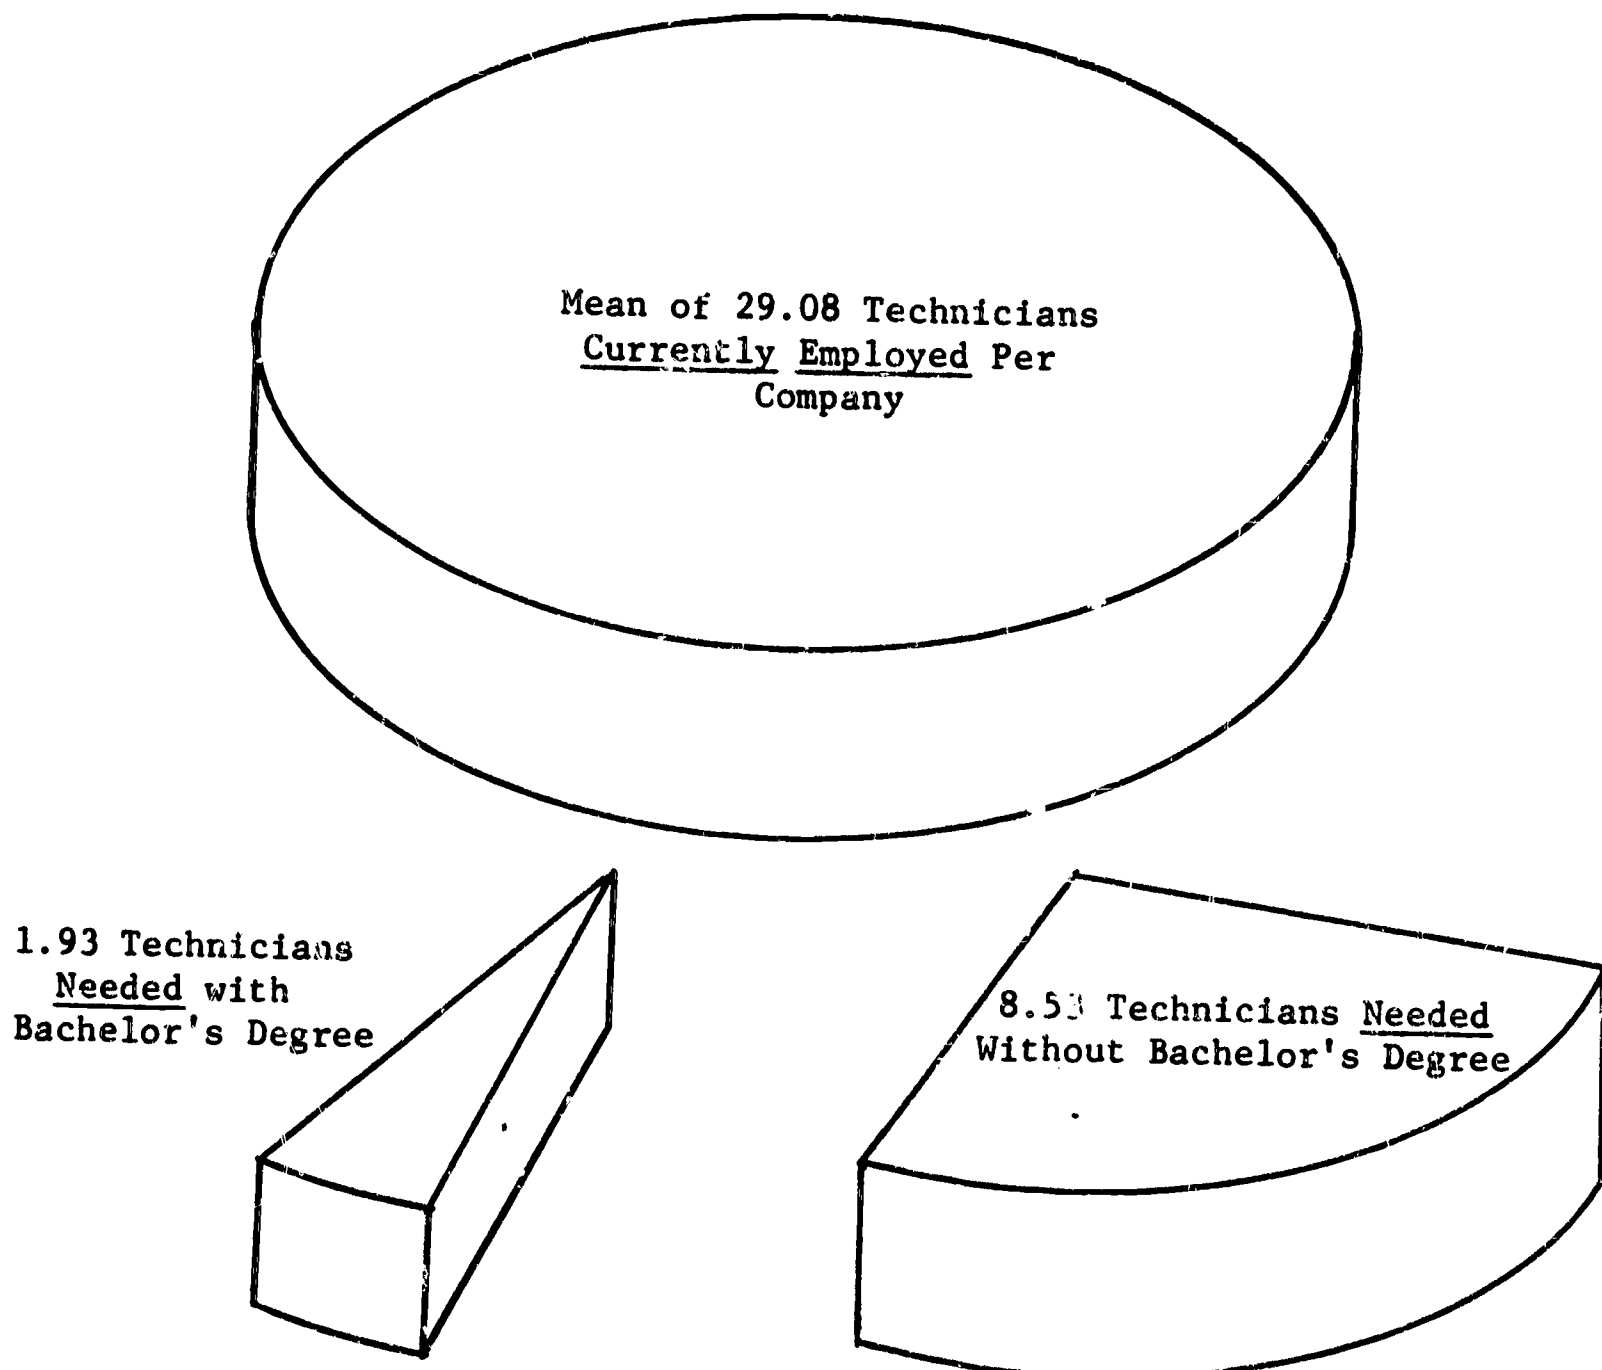 Mean of 29.08 Technicians
Currently Employed Per
Company
1.93 Technicians
Needed with
Bachelor's Degree
Technicians Needed
Without Bachelor's Degree